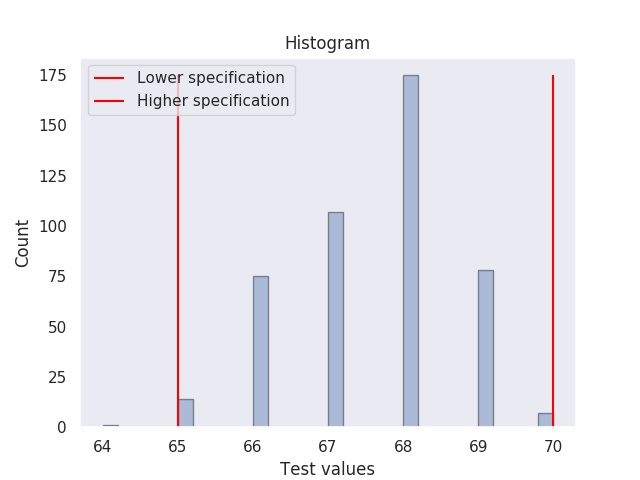 Histogram
Lower specification
Higher specification
175
150
125
100
75
50
25
0
Count
64 65 66 67 68 69 70
Test values